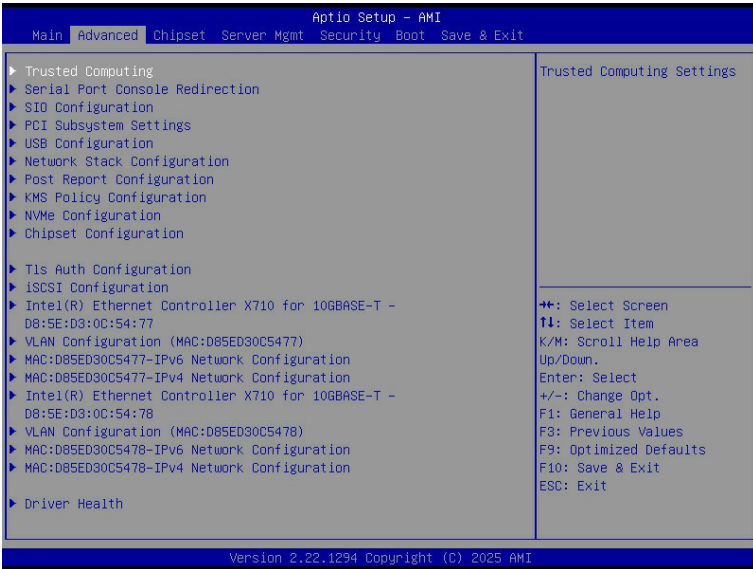 Aptio Setup – AMI
Main Advanced Chipset Server Mgmt Security Boot Save & Exit
▶ Trusted Computing
▶ Serial Port Console Redirection
▶ SIO Configuration
▶ PCI Subsystem Settings
▶ USB Configuration
▶ Network Stack Configuration
▶ Post Report Configuration
▶ KMS Policy Configuration
▶ NVMe Configuration
▶ Chipset Configuration
▶ Tls Auth Configuration
▶ iSCSI Configuration
▶ Intel(R) Ethernet Controller X710 for 10GBASE-T –
D8:5E:D3:0C:54:77
▶ VLAN Configuration (MAC:D85ED30C5477)
▶ MAC:D85ED30C5477-IPv6 Network Configuration
▶ MAC:D85ED30C5477-IPv4 Network Configuration
▶ Intel(R) Ethernet Controller X710 for 10GBASE-T –
D8:5E:D3:0C:54:78
▶ VLAN Configuration (MAC:D85ED30C5478)
▶ MAC:D85ED30C5478-IPv6 Network Configuration
▶ MAC:D85ED30C5478-IPv4 Network Configuration
▶ Driver Health
Trusted Computing Settings
→←: Select Screen
↑↓: Select Item
K/M: Scroll Help Area
Up/Down.
Enter: Select
+/-: Change Opt.
F1: General Help
F3: Previous Values
F9: Optimized Defaults
F10: Save & Exit
ESC: Exit
Version 2.22.1294 Copyright (C) 2025 AMI